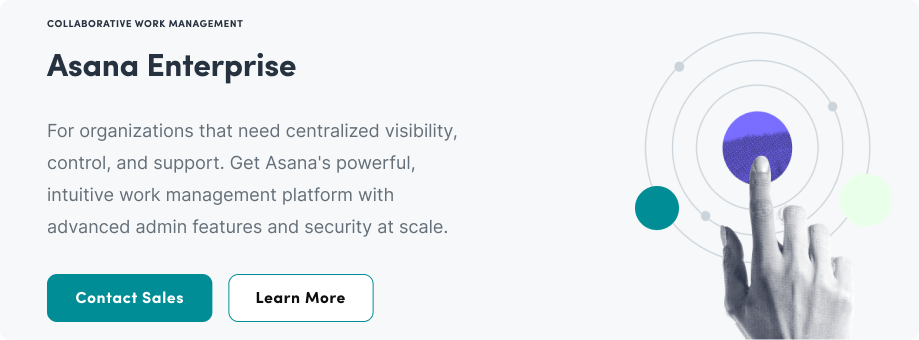 COLLABORATIVE WORK MANAGEMENT
Asana Enterprise
For organizations that need centralized visibility,
control, and support. Get Asana's powerful,
intuitive work management platform with
advanced admin features and security at scale.
Contact Sales
Learn More